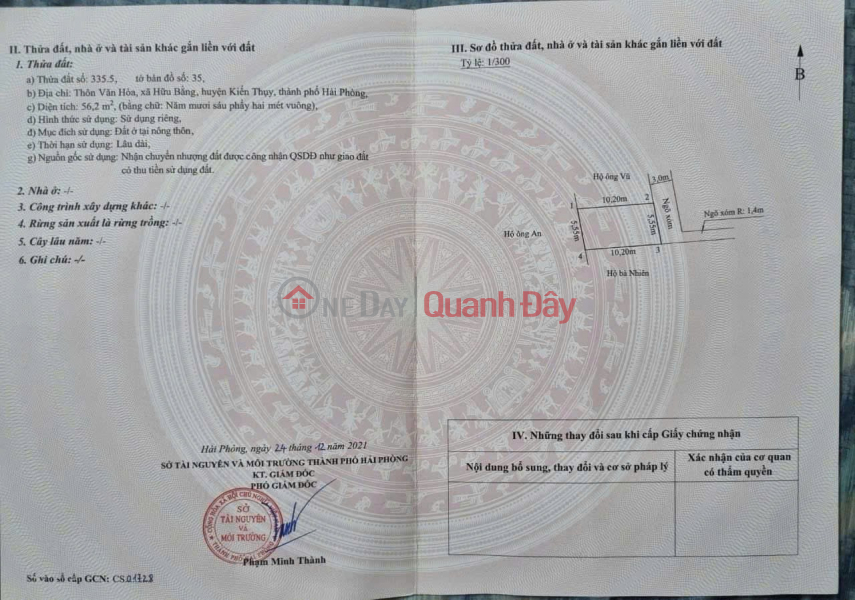 II. Thửa đất, nhà ở và tài sản khác gắn liền với đất
1. Thửa đất:
a) Thửa đất số: 335.5, tờ bản đồ số: 35,
b) Địa chỉ: Thôn Văn Hòa, xã Hữu Bằng, huyện Kiến Thụy, thành phố Hải Phòng,
c) Diện tích: 56,2 m², (bằng chữ: Năm mươi sáu phẩy hai mét vuông),
d) Hình thức sử dụng: Sử dụng riêng,
đ) Mục đích sử dụng: Đất ở tại nông thôn,
e) Thời hạn sử dụng: Lâu dài,
g) Nguồn gốc sử dụng: Nhận chuyển nhượng đất được công nhận QSDĐ như giao đất
có thu tiền sử dụng đất.
2. Nhà ở: -/-
3. Công trình xây dựng khác: -/-
4. Rừng sản xuất là rừng trồng: -/-
5. Cây lâu năm: -/-
6. Ghi chú: -/-
Hải Phòng, ngày 24 tháng 12 năm 2021
SỞ TÀI NGUYÊN VÀ MÔI TRƯỜNG THÀNH PHỐ HẢI PHÒNG
KT. GIÁM ĐỐC
PHÓ GIÁM ĐỐC
SỞ
TÀI NGUYÊN
VÀ
MÔI TRƯỜNG
Phạm Minh Thành
Số vào sổ cấp GCN: CS 01728
III. Sơ đồ thửa đất, nhà ở và tài sản khác gắn liền với đất
Tỷ lệ: 1/300
B
Hộ ông Vũ
3,0m
1
10,20m
2
Ngõ xóm
Ngõ xóm R: 1,4m
5,55m
5,55m
Hộ ông An
4
10,20m
3
Hộ bà Nhiên
ONEDAY Quanh Đây
IV. Những thay đổi sau khi cấp Giấy chứng nhận
Nội dung bổ sung, thay đổi và cơ sở pháp lý
Xác nhận của cơ quan
có thẩm quyền